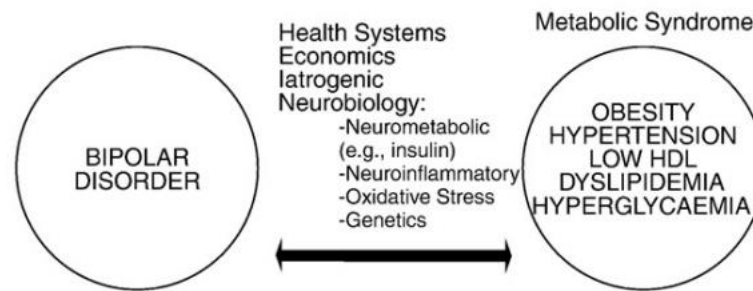 BIPOLAR
DISORDER
Health Systems
Economics
Iatrogenic
Neurobiology:
-Neurometabolic
(e.g., insulin)
-Neuroinflammatory
-Oxidative Stress
-Genetics
Metabolic Syndrome
OBESITY
HYPERTENSION
LOW HDL
DYSLIPIDEMIA
HYPERGLYCAEMIA